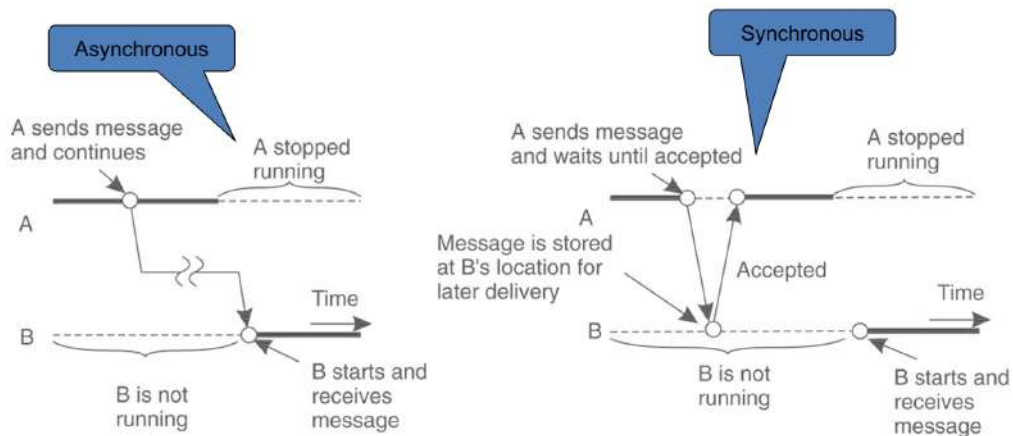 Asynchronous
A sends message
and continues
A stopped
running
A
Time
B
B is not
running
B starts and
receives
message
Synchronous
A sends message
and waits until accepted
A stopped
running
A
Message is stored
at B's location for
later delivery
Accepted
Time
B
B is not
running
B starts and
receives
message